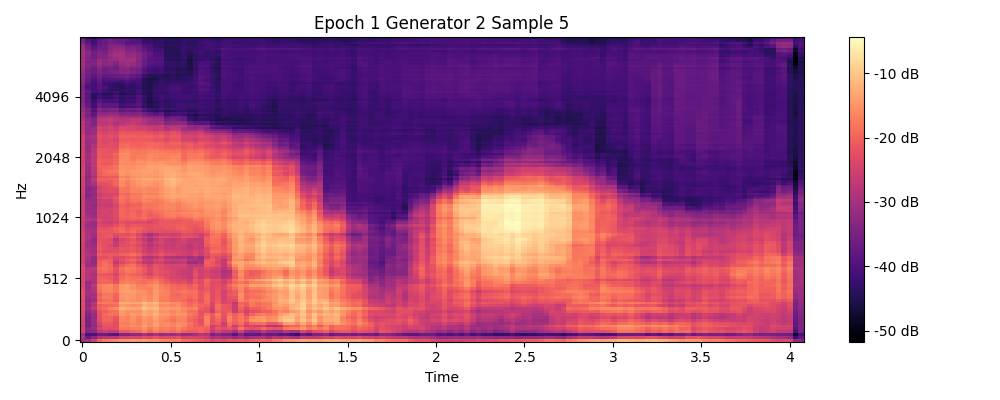 Epoch 1 Generator 2 Sample 5
Hz
4096
2048
1024
512
0
0 0.5 1 1.5 2 2.5 3 3.5 4
Time
-10 dB
-20 dB
-30 dB
-40 dB
-50 dB